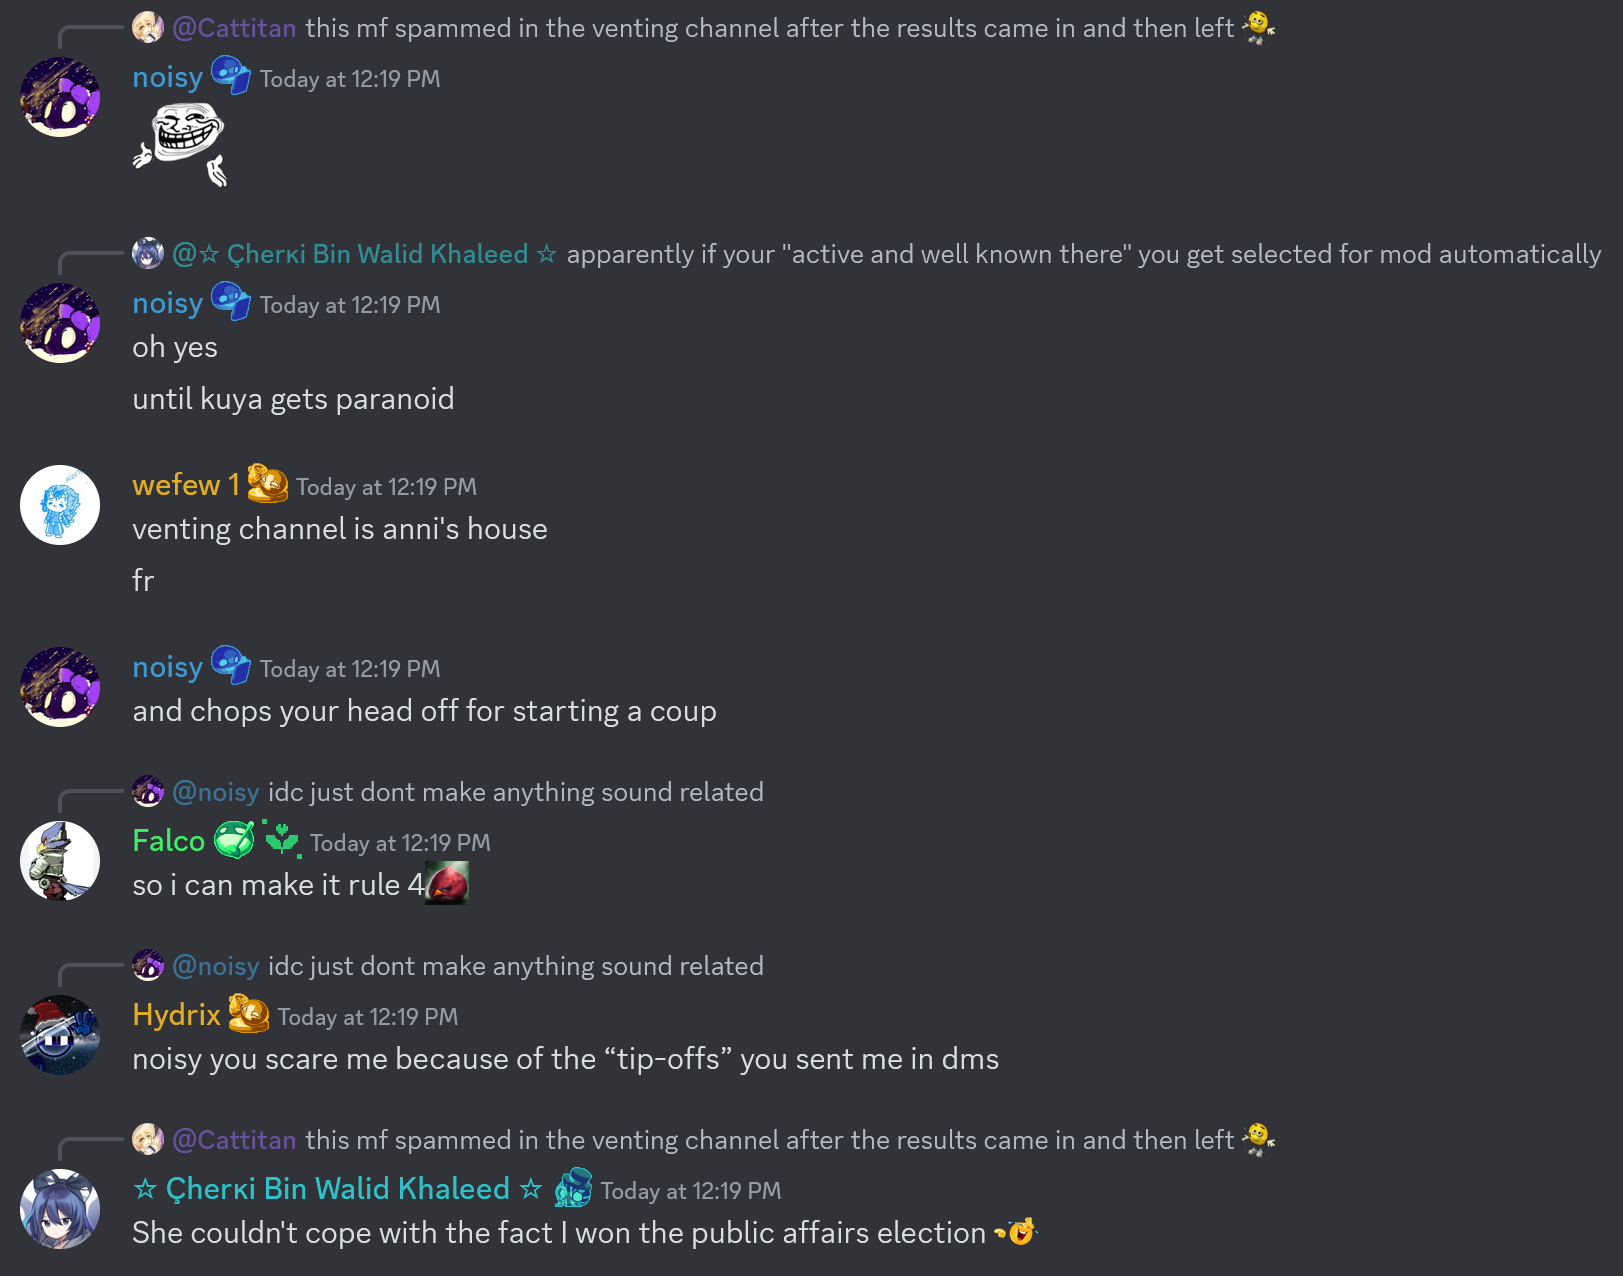 @Cattitan this mf spammed in the venting channel after the results came in and then left
noisy Today at 12:19 PM
@☆ Çherкi Bin Walid Khaleed ☆ apparently if your "active and well known there" you get selected for mod automatically
noisy Today at 12:19 PM
oh yes
until kuya gets paranoid
wefew 1 Today at 12:19 PM
venting channel is anni's house
fr
noisy Today at 12:19 PM
and chops your head off for starting a coup
@noisy idc just dont make anything sound related
Falco Today at 12:19 PM
so i can make it rule 4
@noisy idc just dont make anything sound related
Hydrix Today at 12:19 PM
noisy you scare me because of the “tip-offs” you sent me in dms
@Cattitan this mf spammed in the venting channel after the results came in and then left
☆ Çherкi Bin Walid Khaleed ☆ Today at 12:19 PM
She couldn't cope with the fact I won the public affairs election